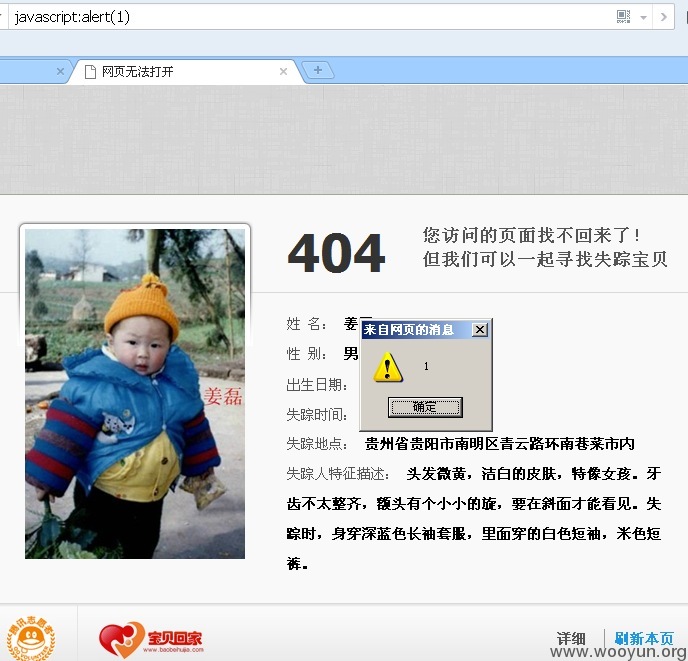 javascript:alert(1)
网页无法打开
404
您访问的页面找不回来了！
但我们可以一起寻找失踪宝贝
姓 名： 姜
来自网页的消息
1
确定
性 别： 男
姜磊
出生日期：
失踪时间：
失踪地点： 贵州省贵阳市南明区青云路环南巷菜市内
失踪人特征描述： 头发微黄，洁白的皮肤，特像女孩。牙
齿不太整齐，额头有个小小的旋，要在斜面才能看见。失
踪时，身穿深蓝色长袖套服，里面穿的白色短袖，米色短
裤。
腾讯志愿者
宝贝回家
www.baobeihuijia.com
详细
刷新本页
www.wooyun.org